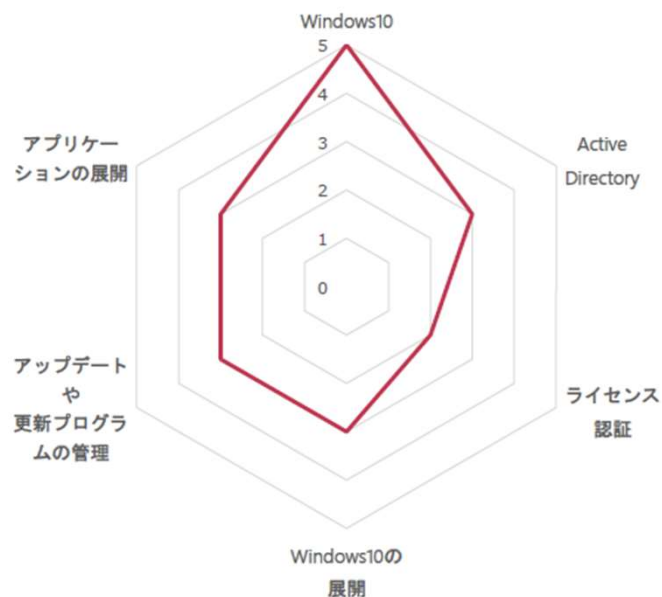 Windows10
5
4
3
2
1
0
Active
Directory
ライセンス
認証
Windows10の
展開
アップデート
や
更新プログラ
ムの管理
アプリケー
ションの展開